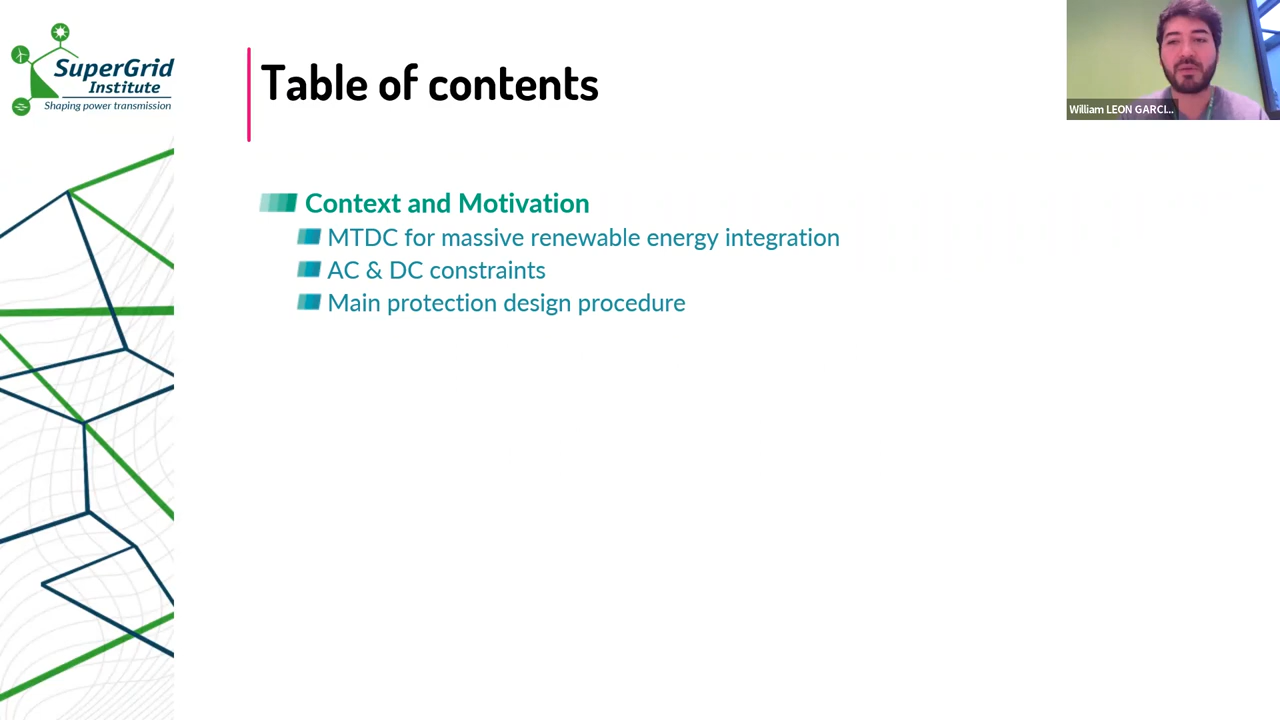 SuperGrid
Institute
Shaping power transmission
Table of contents
William LEON GARCI...
Context and Motivation
MTDC for massive renewable energy integration
AC & DC constraints
Main protection design procedure